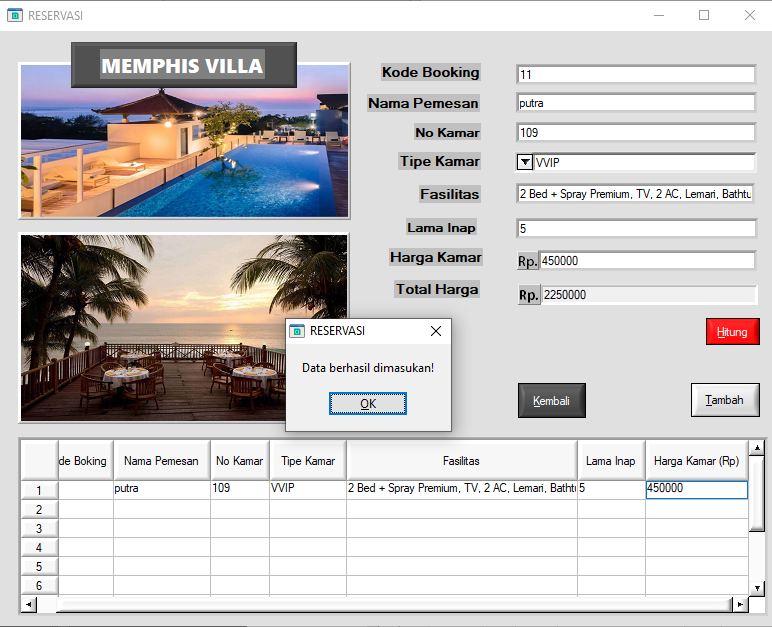 RESERVASI
MEMPHIS VILLA
Kode Booking
11
Nama Pemesan
putra
No Kamar
109
Tipe Kamar
VVIP
Fasilitas
2 Bed + Spray Premium, TV, 2 AC, Lemari, Bathtu
Lama Inap
5
Harga Kamar
Rp. 450000
Total Harga
Rp. 2250000
Hitung
RESERVASI
Data berhasil dimasukan!
OK
Kembali
Tambah
de Boking Nama Pemesan No Kamar Tipe Kamar Fasilitas Lama Inap Harga Kamar (Rp)
1 putra 109 VVIP 2 Bed + Spray Premium, TV, 2 AC, Lemari, Bathtu 5 450000
2
3
4
5
6